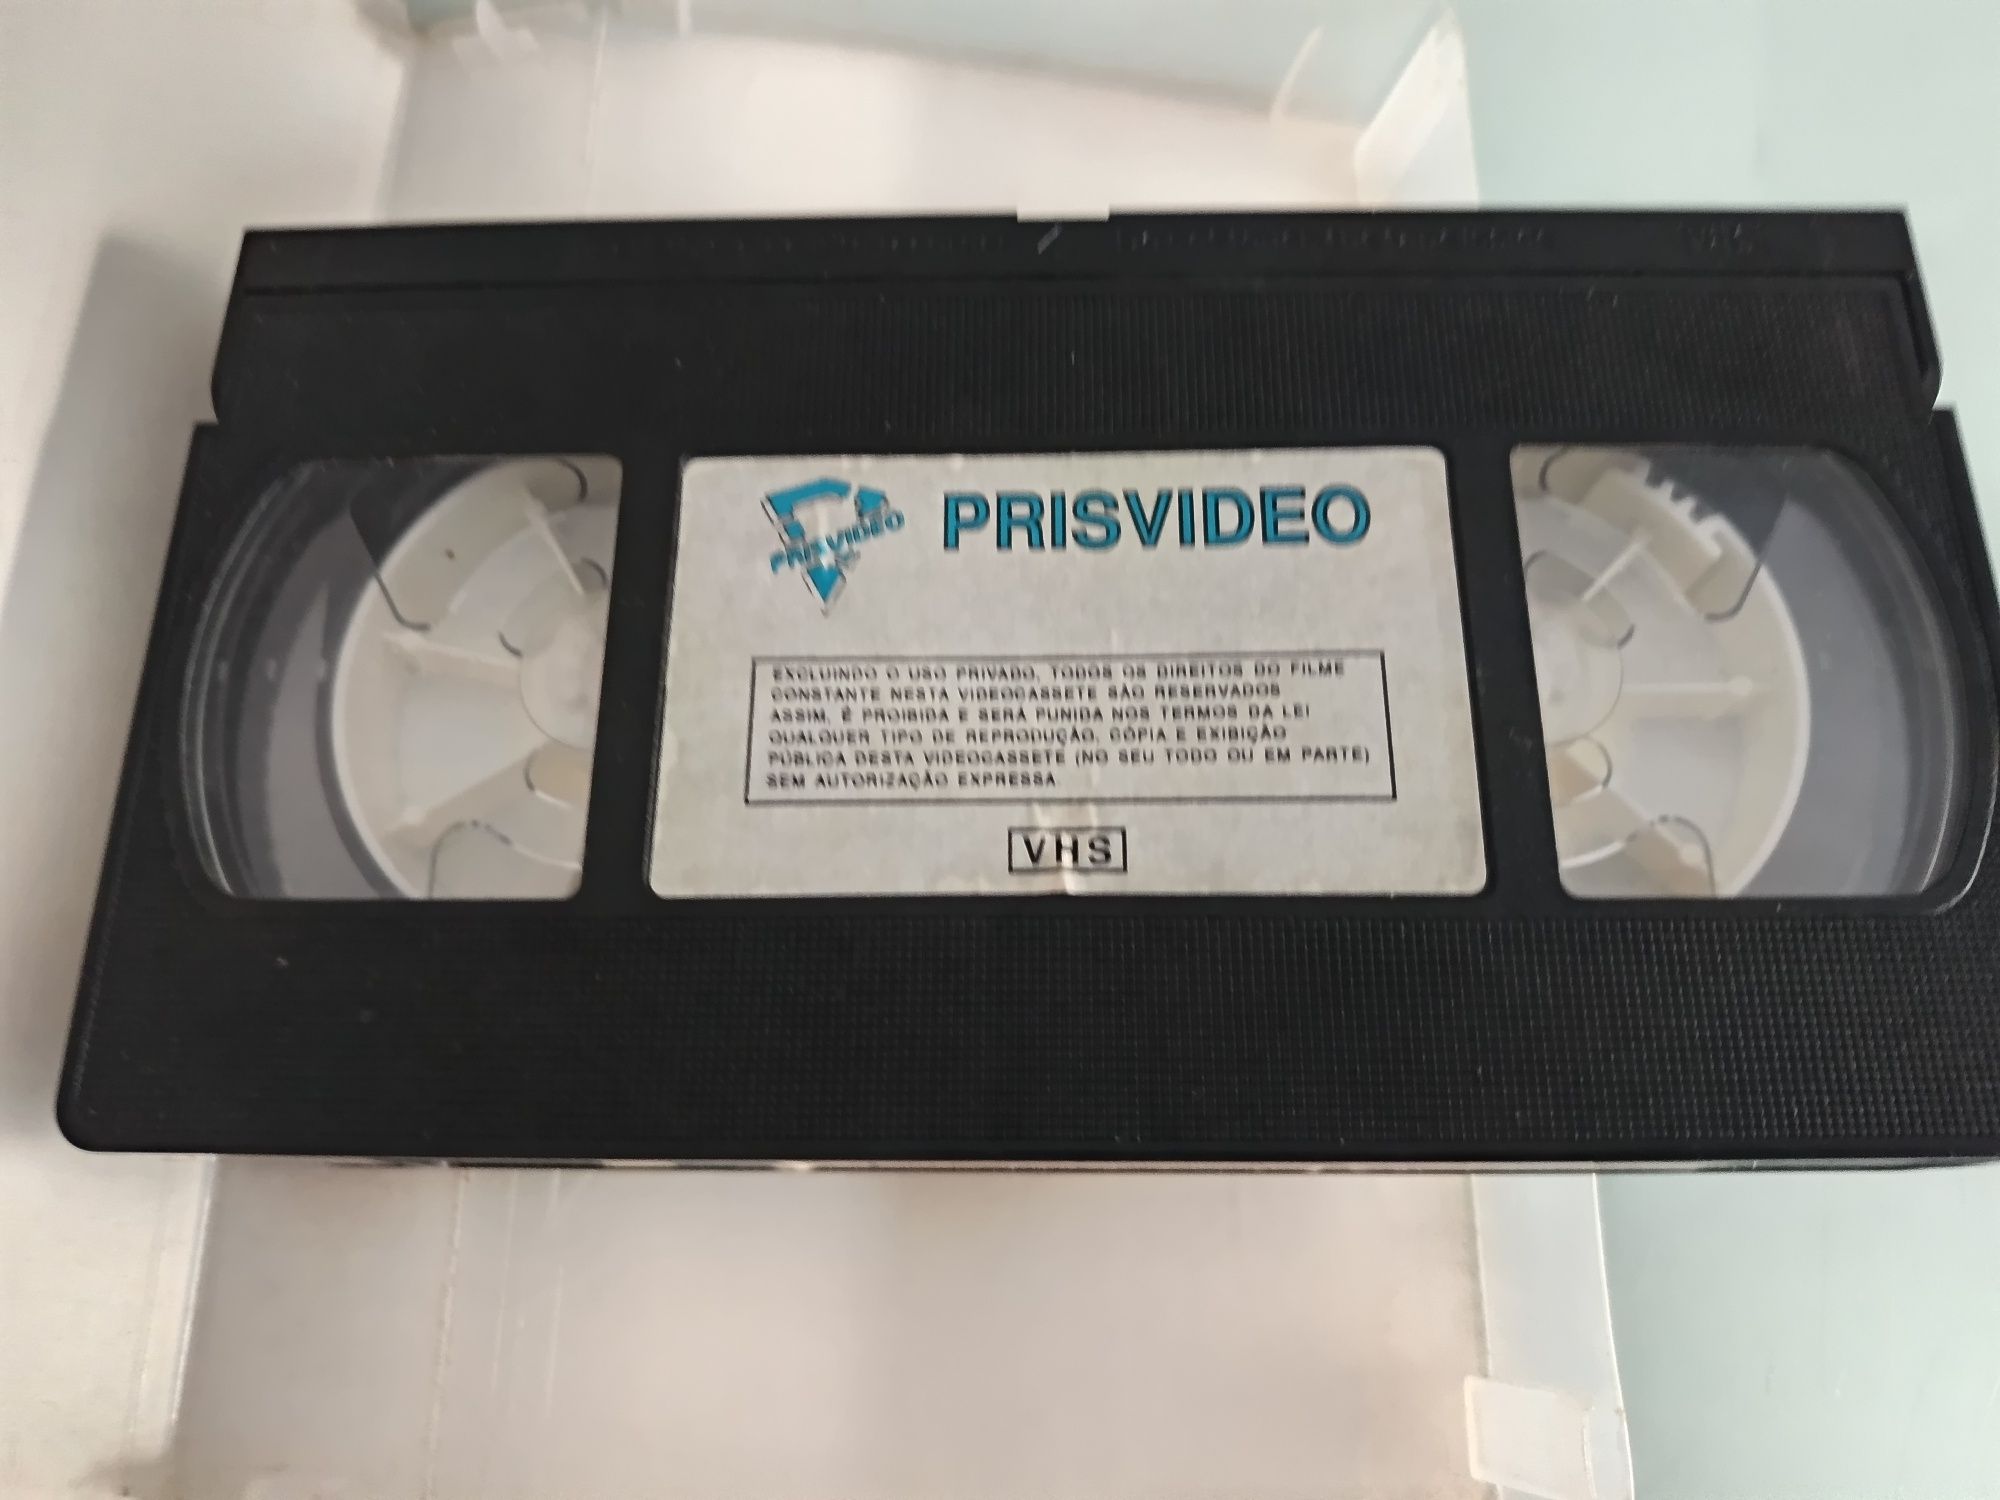 PRISVIDEO
PRISVIDEO
EXCLUINDO O USO PRIVADO, TODOS OS DIREITOS DO FILME
CONSTANTE NESTA VIDEOCASSETE SÃO RESERVADOS
ASSIM, É PROIBIDA E SERÁ PUNIDA NOS TERMOS DA LEI
QUALQUER TIPO DE REPRODUÇÃO, CÓPIA E EXIBIÇÃO
PÚBLICA DESTA VIDEOCASSETE (NO SEU TODO OU EM PARTE)
SEM AUTORIZAÇÃO EXPRESSA
VHS